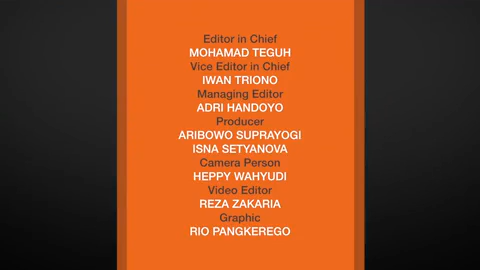 Editor in Chief
MOHAMAD TEGUH
Vice Editor in Chief
IWAN TRIONO
Managing Editor
ADRI HANDOYO
Producer
ARIBOWO SUPRAYOGI
ISNA SETYANOVA
Camera Person
HEPPY WAHYUDI
Video Editor
REZA ZAKARIA
Graphic
RIO PANGKEREGO